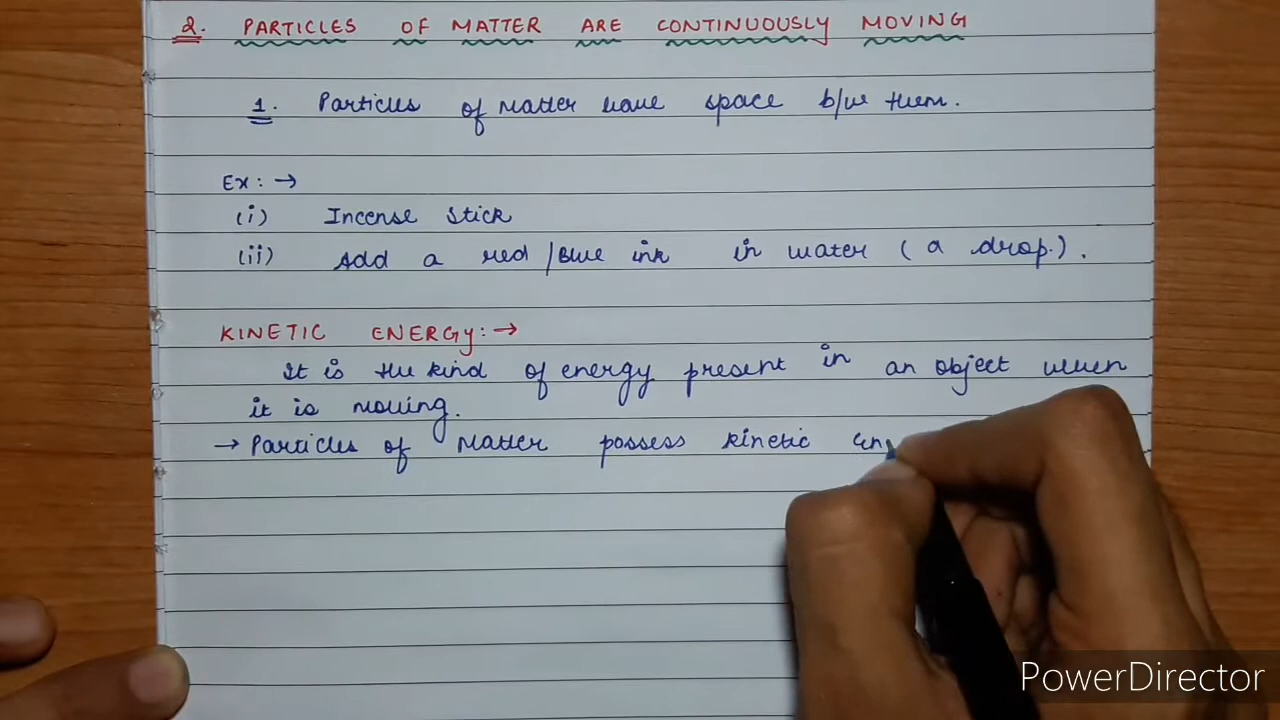 2. PARTICLES OF MATTER ARE CONTINUOUSLY MOVING
1. Particles of Matter have space b/w them.
Ex: →
(i) Incense Stick
(ii) Add a red/Blue ink in water (a drop.).
KINETIC ENERGY: →
It is the kind of energy present in an object when
it is moving.
→ Particles of Matter possess kinetic en
PowerDirector